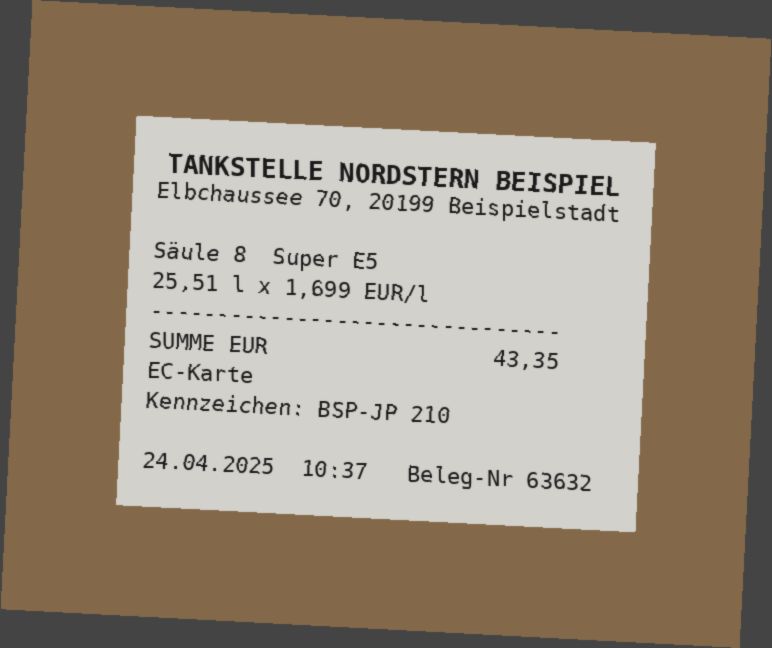 TANKSTELLE NORDSTERN BEISPIEL
Elbchaussee 70, 20199 Beispielstadt
Säule 8  Super E5
25,51 l x 1,699 EUR/l
-------------------------------
SUMME EUR                 43,35
EC-Karte
Kennzeichen: BSP-JP 210
24.04.2025  10:37   Beleg-Nr 63632